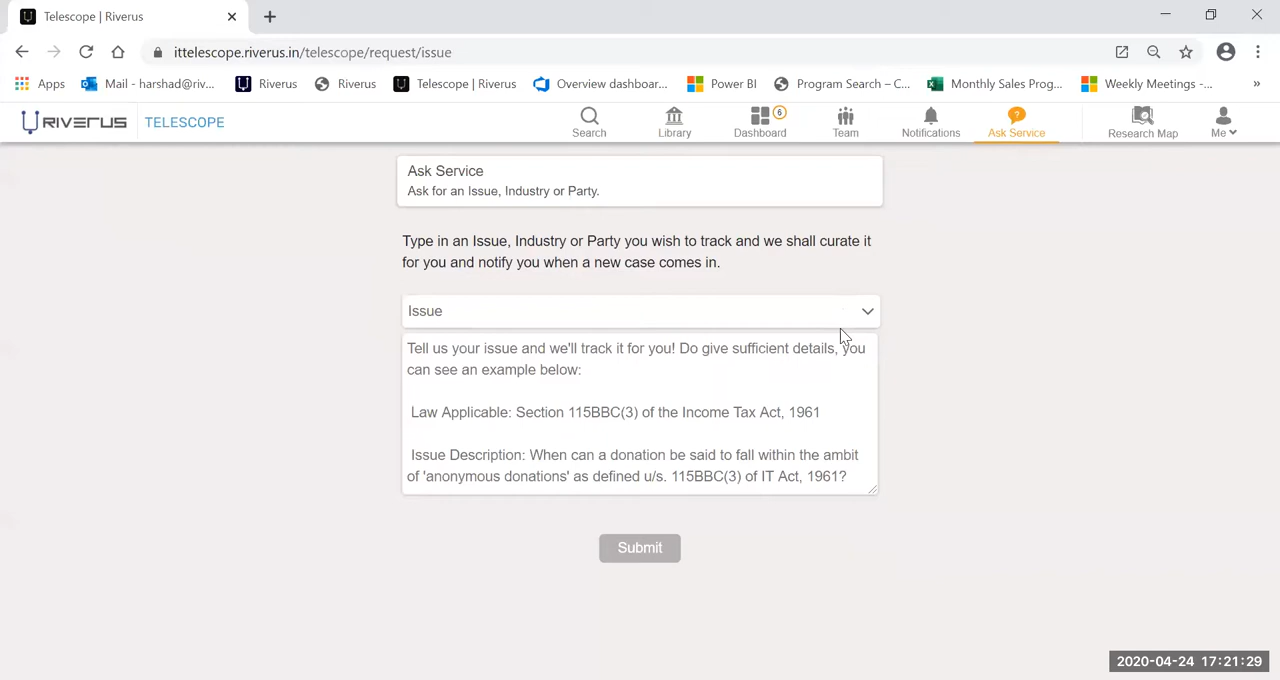 Telescope | Riverus
ittelescope.riverus.in/telescope/request/issue
Apps Mail - harshad@riv... Riverus Riverus Telescope | Riverus Overview dashboar... Power BI Program Search – C... Monthly Sales Prog... Weekly Meetings -... »
RIVERUS TELESCOPE
Search Library Dashboard 6 Team Notifications Ask Service Research Map Me
Ask Service
Ask for an Issue, Industry or Party.
Type in an Issue, Industry or Party you wish to track and we shall curate it
for you and notify you when a new case comes in.
Issue
Tell us your issue and we'll track it for you! Do give sufficient details, you
can see an example below:
Law Applicable: Section 115BBC(3) of the Income Tax Act, 1961
Issue Description: When can a donation be said to fall within the ambit
of 'anonymous donations' as defined u/s. 115BBC(3) of IT Act, 1961?
Submit
2020-04-24 17:21:29